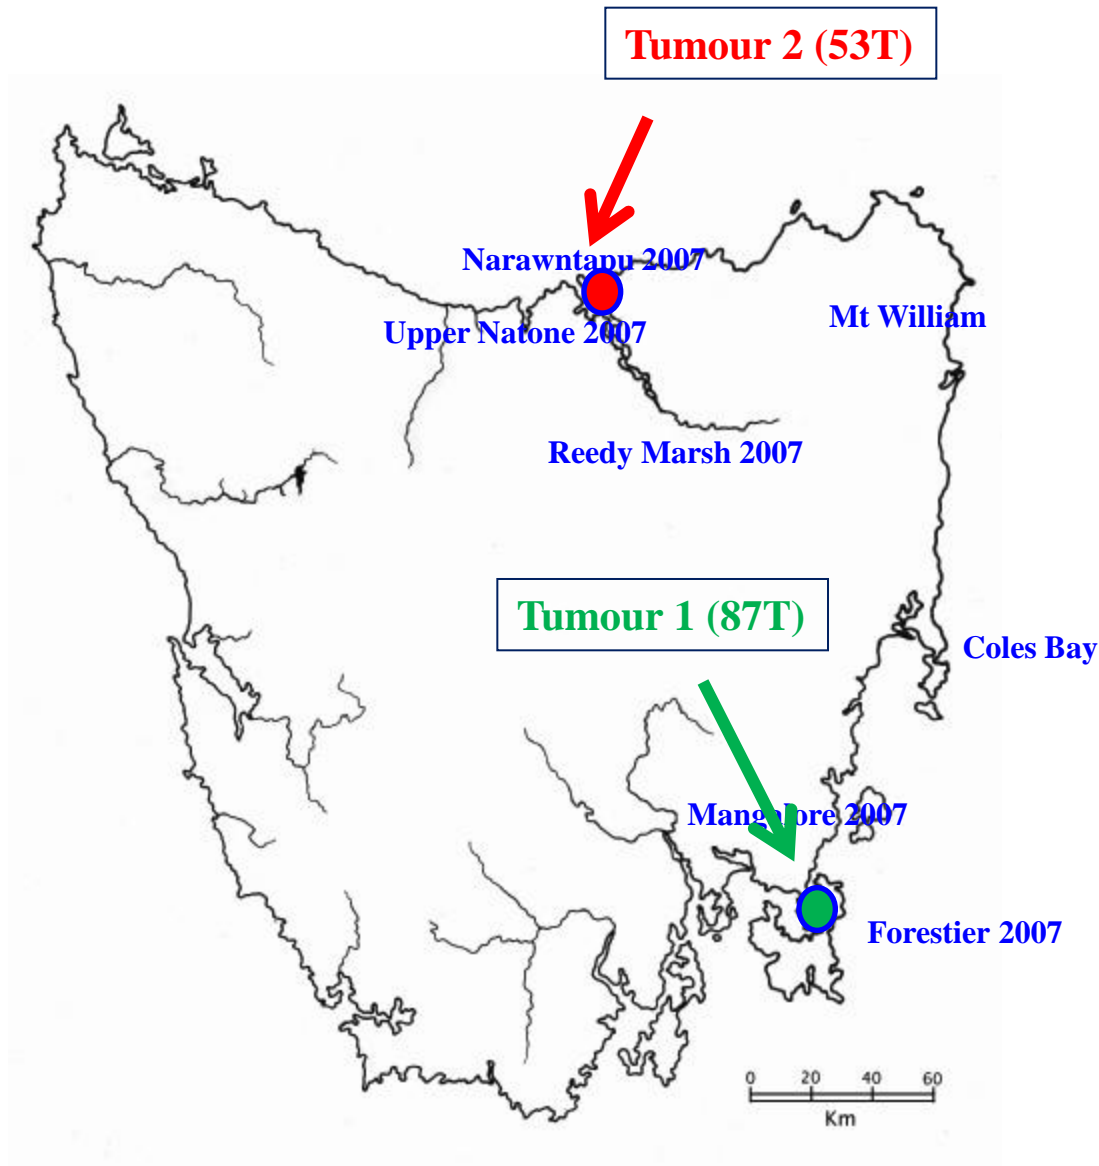 Tumour 2 (53T)
Narawntapu 2007
Mt William
Upper Natone 2007
Reedy Marsh 2007
Tumour 1 (87T)
Coles Bay
Mangalore 2007
Forestier 2007
0 20 40 60
Km